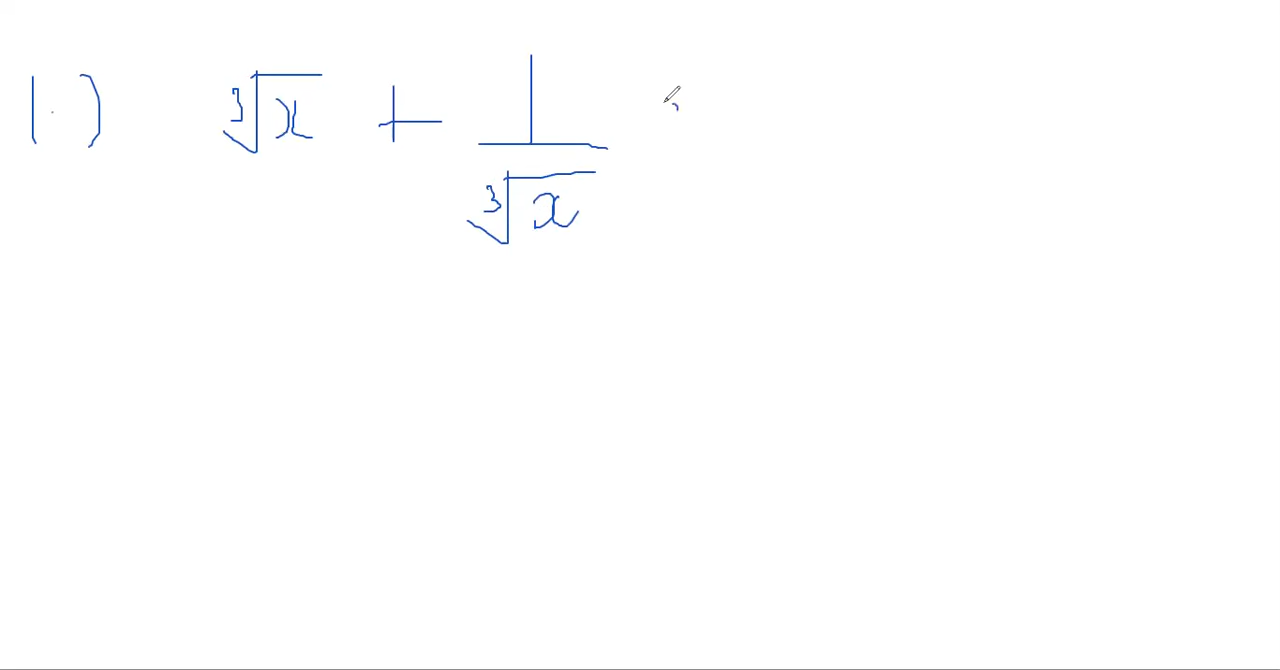 1.) ∛x + 1/∛x ,